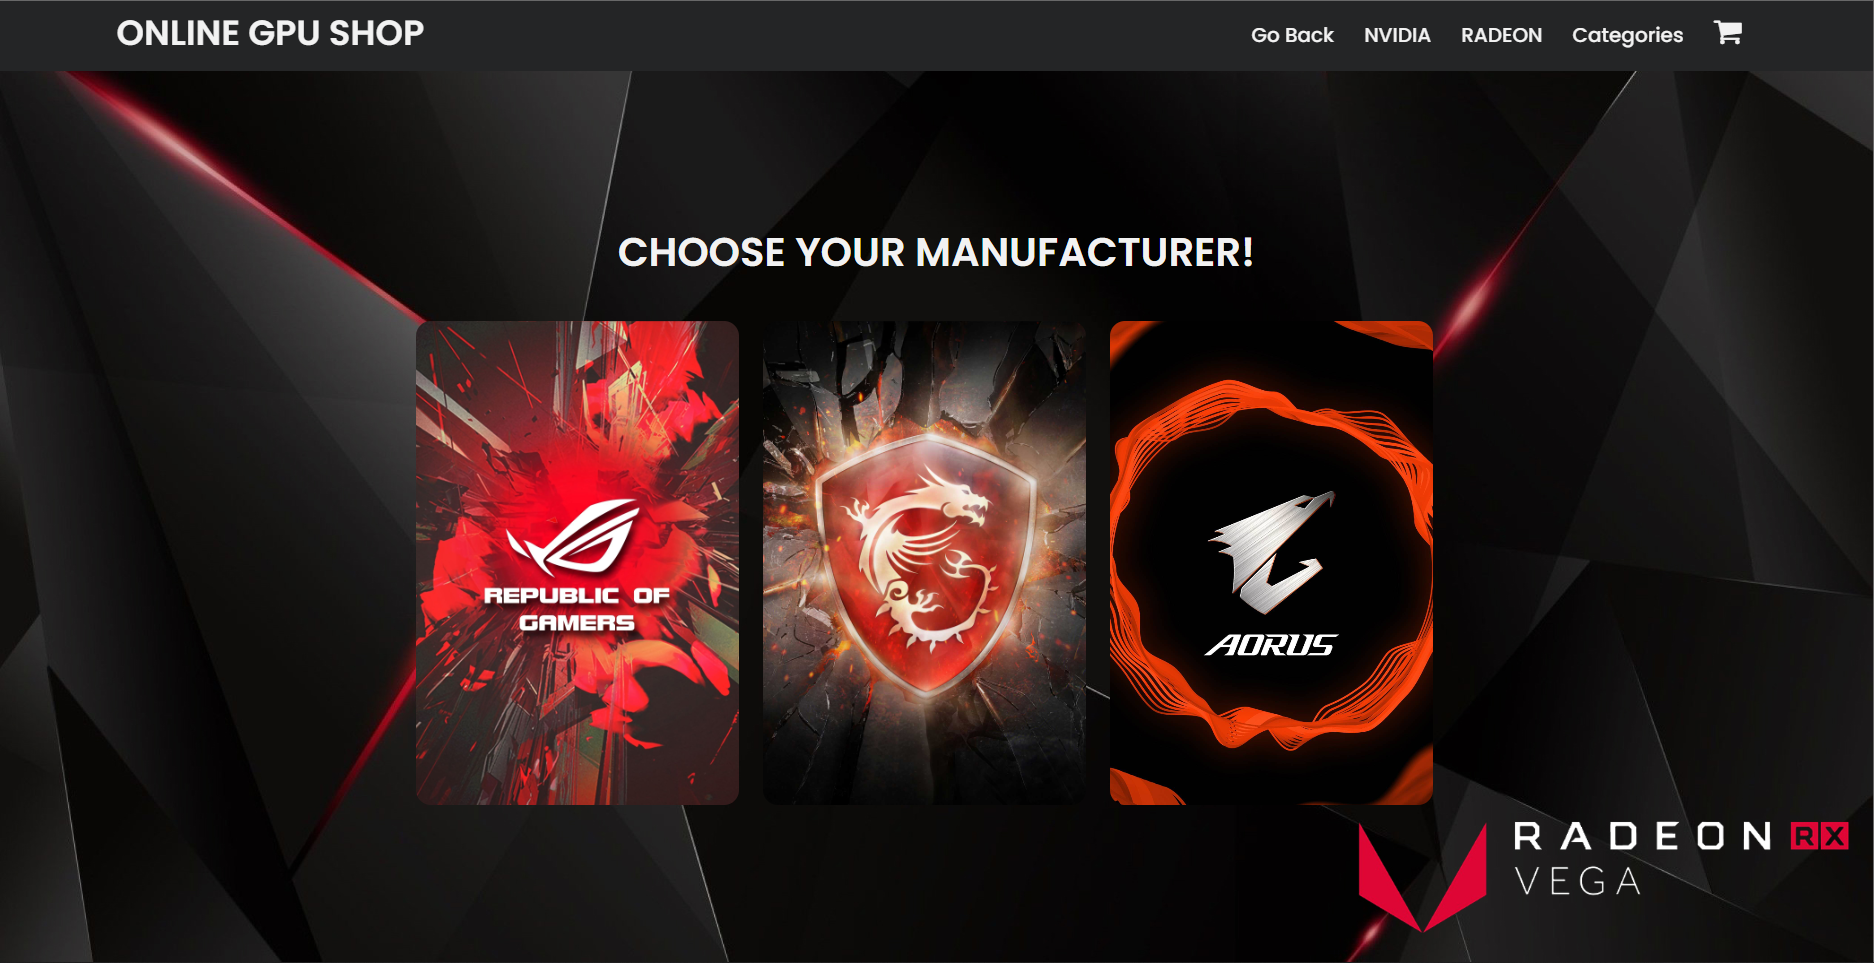 ONLINE GPU SHOP
Go Back NVIDIA RADEON Categories
CHOOSE YOUR MANUFACTURER!
REPUBLIC OF
GAMERS
AORUS
RADEON RX
VEGA